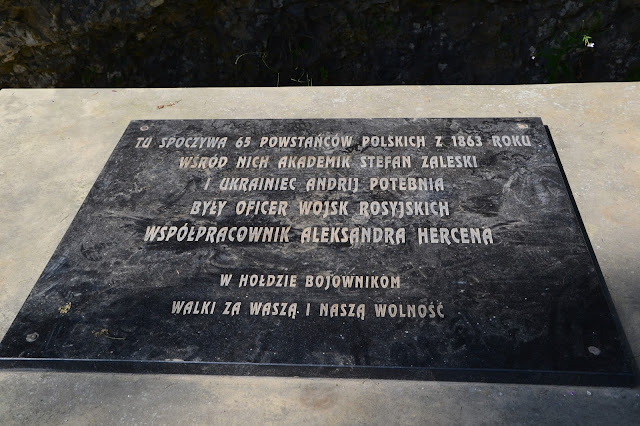 TU SPOCZYWA 65 POWSTAŃCÓW POLSKICH Z 1863 ROKU
WŚRÓD NICH AKADEMIK STEFAN ZALESKI
I UKRAINIEC ANDRIJ POTEBNIA
BYŁY OFICER WOJSK ROSYJSKICH
WSPÓŁPRACOWNIK ALEKSANDRA HERCENA
W HOŁDZIE BOJOWNIKOM
WALKI ZA WASZĄ I NASZĄ WOLNOŚĆ